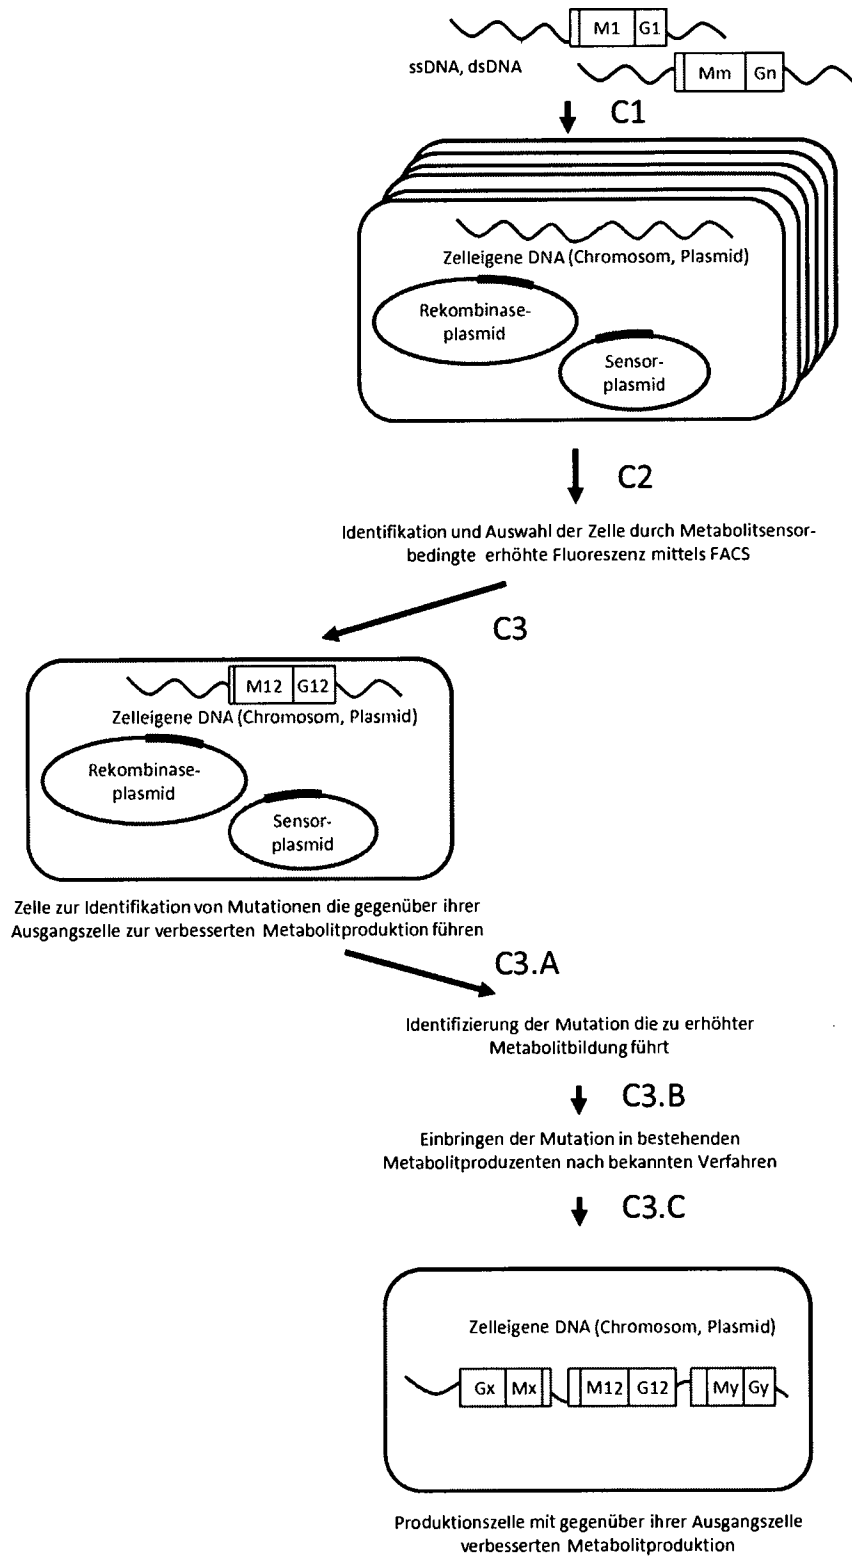 M1 G1
ssDNA, dsDNA
Mm Gn
C1
Zelleigene DNA (Chromosom, Plasmid)
Rekombinase-
plasmid
Sensor-
plasmid
C2
Identifikation und Auswahl der Zelle durch Metabolitsensor-
bedingte erhöhte Fluoreszenz mittels FACS
C3
M12 G12
Zelleigene DNA (Chromosom, Plasmid)
Rekombinase-
plasmid
Sensor-
plasmid
Zelle zur Identifikation von Mutationen die gegenüber ihrer
Ausgangszelle zur verbesserten Metabolitproduktion führen
C3.A
Identifizierung der Mutation die zu erhöhter
Metabolitbildung führt
C3.B
Einbringen der Mutation in bestehenden
Metabolitproduzenten nach bekannten Verfahren
C3.C
Zelleigene DNA (Chromosom, Plasmid)
Gx Mx M12 G12 My Gy
Produktionszelle mit gegenüber ihrer Ausgangszelle
verbesserten Metabolitproduktion